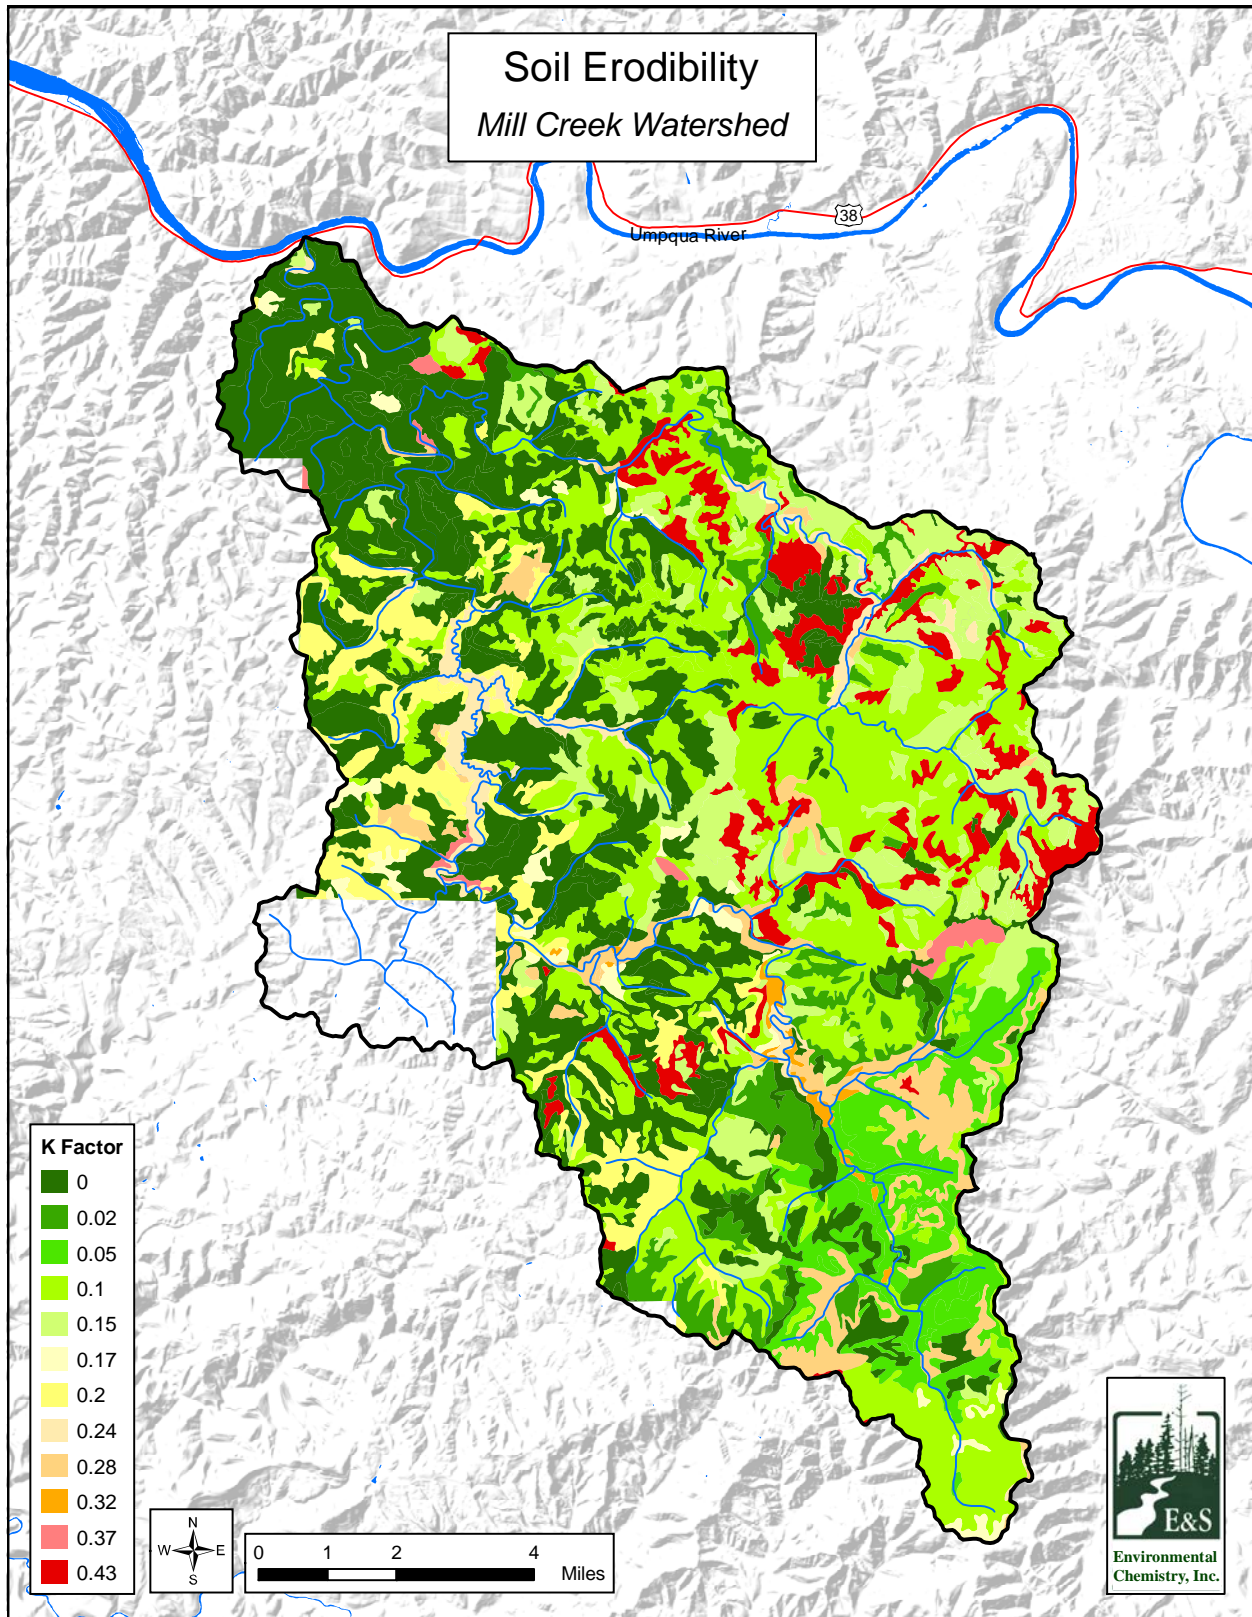 Soil Erodibility
Mill Creek Watershed
38
Umpqua River
K Factor
0
0.02
0.05
0.1
0.15
0.17
0.2
0.24
0.28
0.32
0.37
0.43
N
W E
S
0 1 2 4
Miles
E&S
Environmental
Chemistry, Inc.